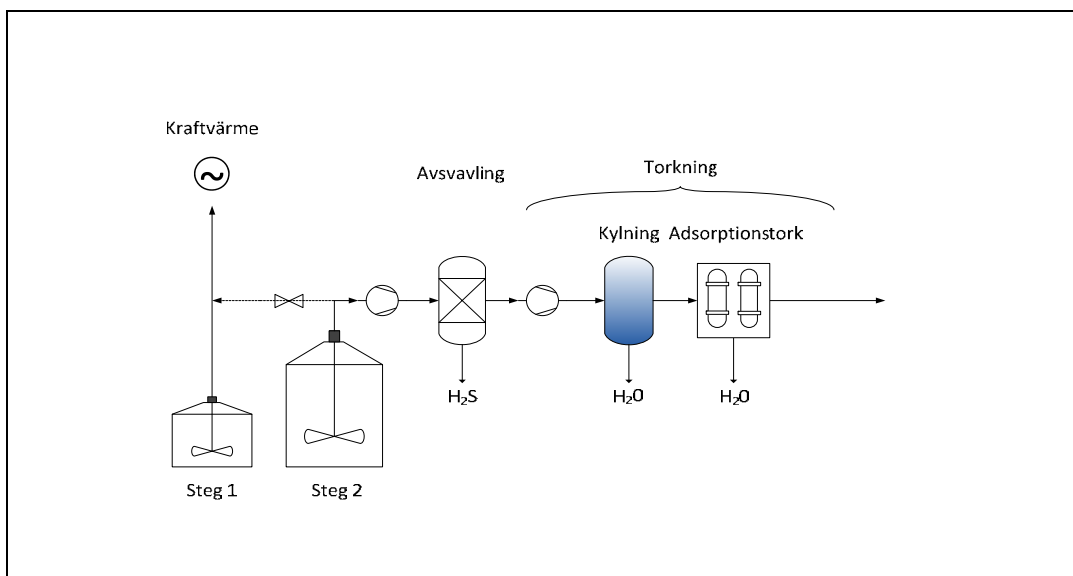 Kraftvärme
Avsvavling
Torkning
Kylning
Adsorptionstork
H₂S
H₂O
H₂O
Steg 1
Steg 2